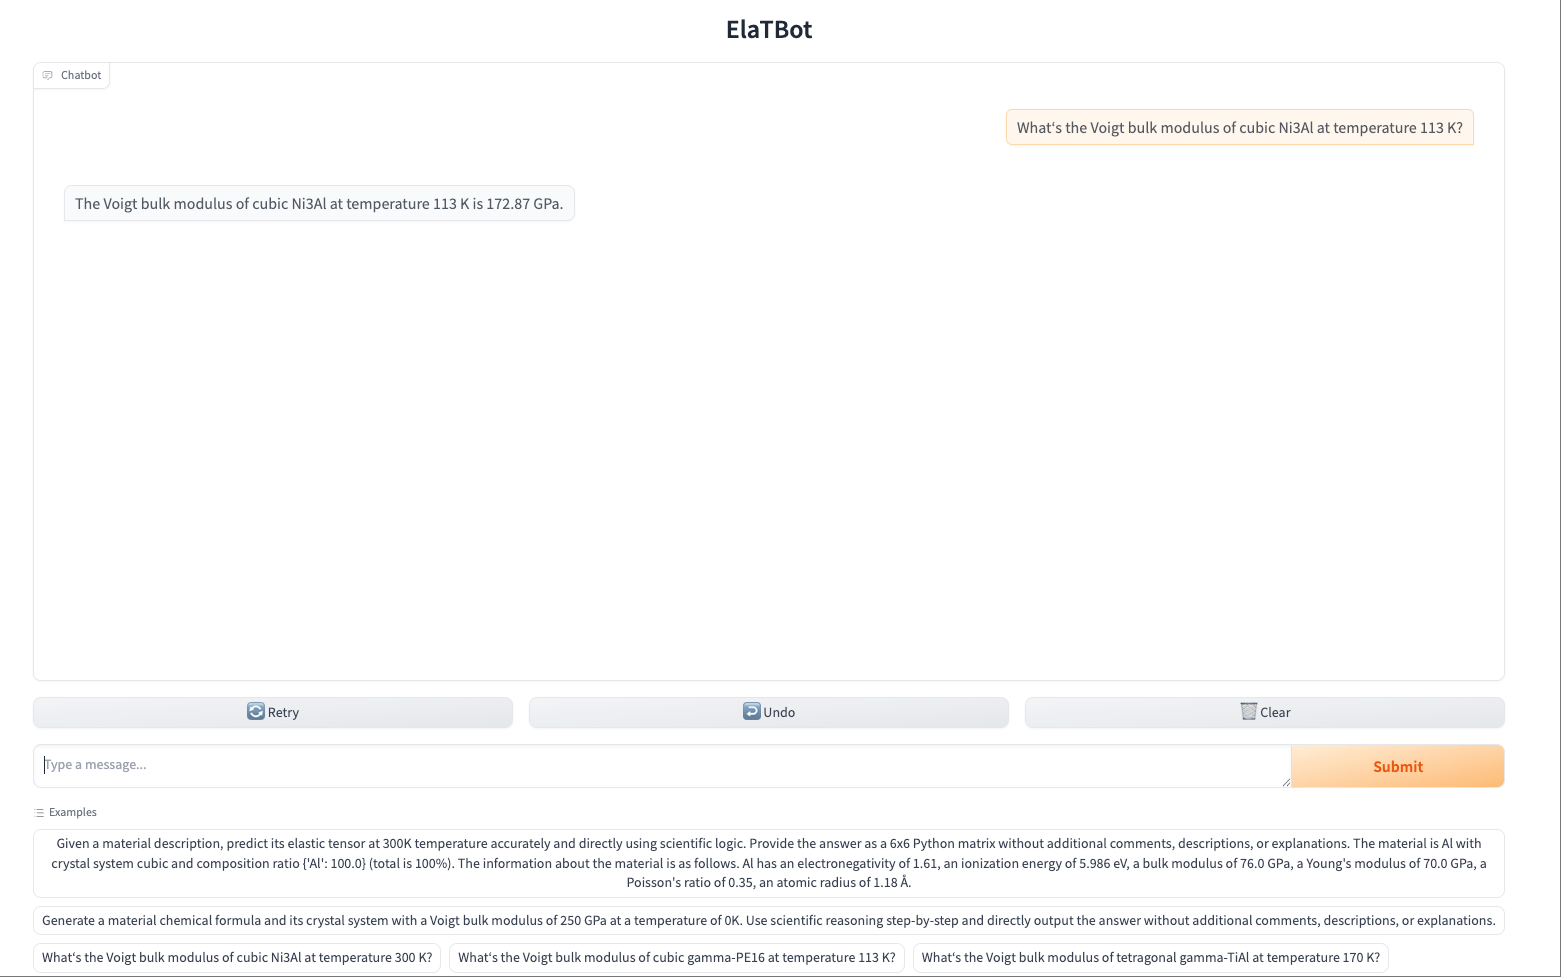 ElaTBot
Chatbot
What‘s the Voigt bulk modulus of cubic Ni3Al at temperature 113 K?
The Voigt bulk modulus of cubic Ni3Al at temperature 113 K is 172.87 GPa.
Retry
Undo
Clear
Type a message...
Submit
Examples
Given a material description, predict its elastic tensor at 300K temperature accurately and directly using scientific logic. Provide the answer as a 6x6 Python matrix without additional comments, descriptions, or explanations. The material is Al with
crystal system cubic and composition ratio {'Al': 100.0} (total is 100%). The information about the material is as follows. Al has an electronegativity of 1.61, an ionization energy of 5.986 eV, a bulk modulus of 76.0 GPa, a Young's modulus of 70.0 GPa, a
Poisson's ratio of 0.35, an atomic radius of 1.18 Å.
Generate a material chemical formula and its crystal system with a Voigt bulk modulus of 250 GPa at a temperature of 0K. Use scientific reasoning step-by-step and directly output the answer without additional comments, descriptions, or explanations.
What‘s the Voigt bulk modulus of cubic Ni3Al at temperature 300 K?
What‘s the Voigt bulk modulus of cubic gamma-PE16 at temperature 113 K?
What‘s the Voigt bulk modulus of tetragonal gamma-TiAl at temperature 170 K?